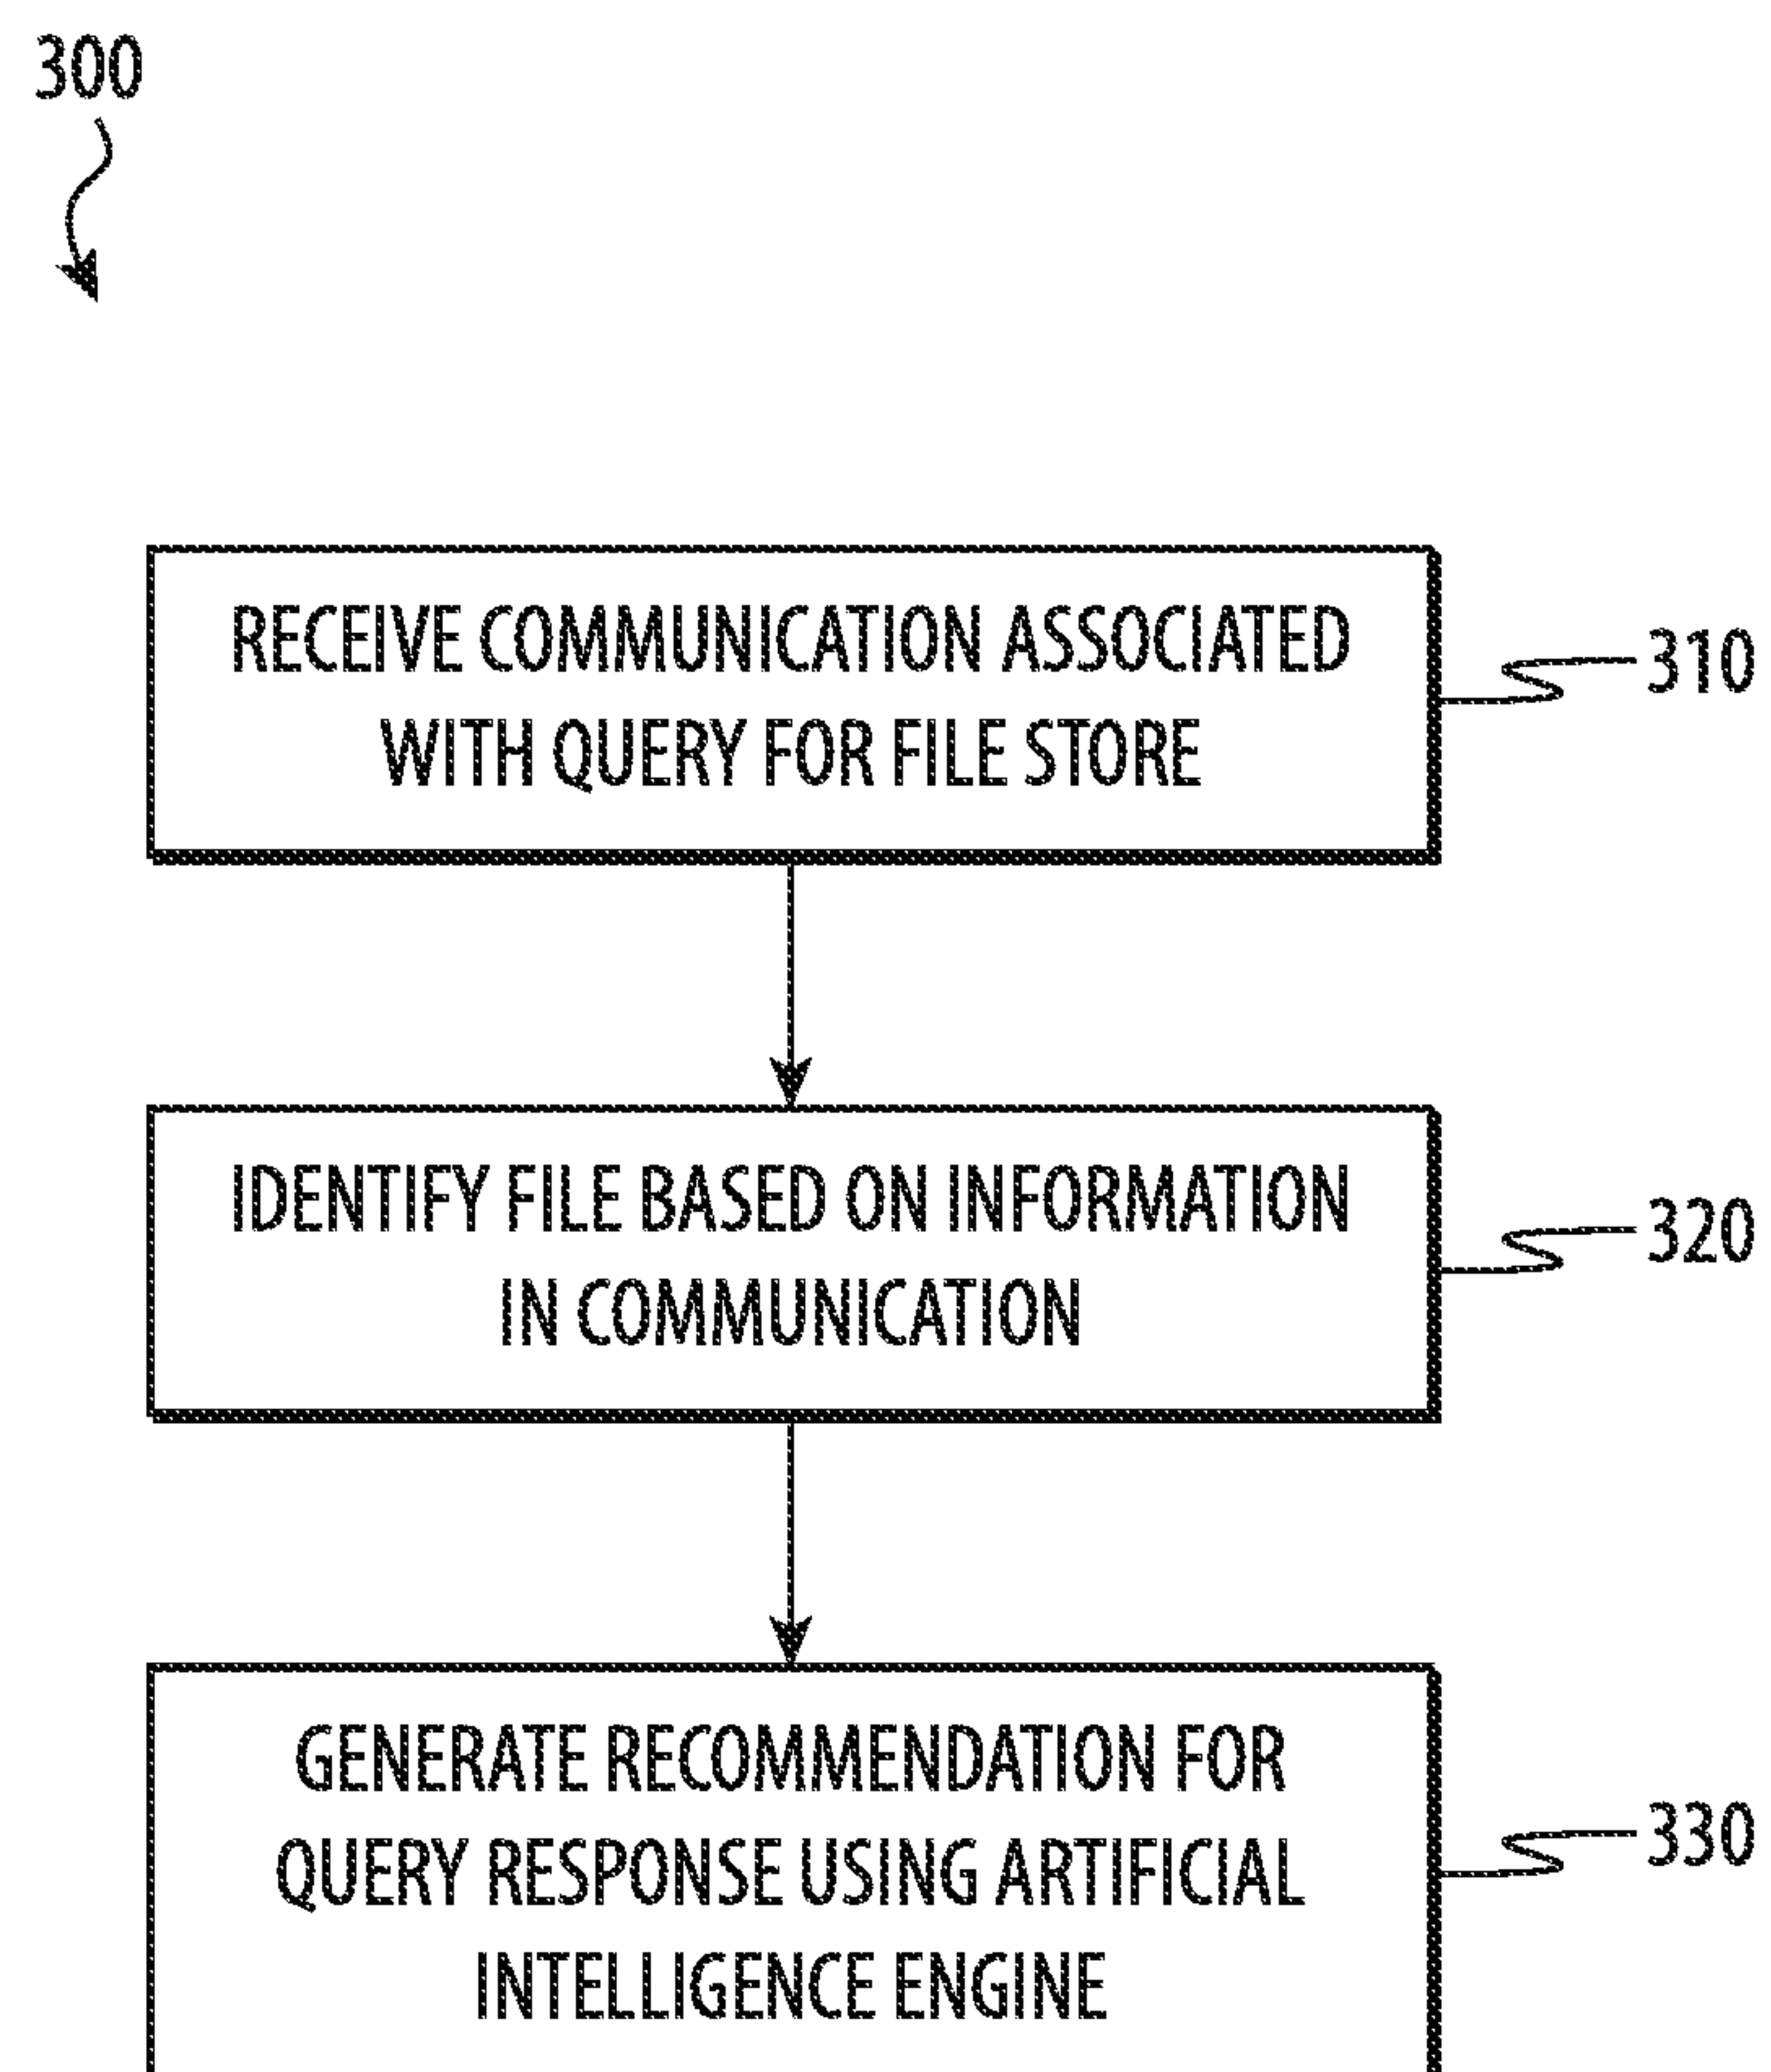 300
RECEIVE COMMUNICATION ASSOCIATED
WITH QUERY FOR FILE STORE
310
IDENTIFY FILE BASED ON INFORMATION
IN COMMUNICATION
320
GENERATE RECOMMENDATION FOR
QUERY RESPONSE USING ARTIFICIAL
INTELLIGENCE ENGINE
330